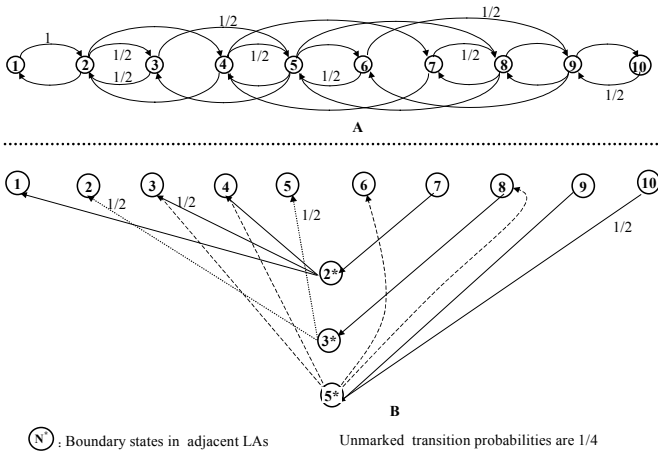 1
1/2
1/2
1/2 1/2 1/2 1/2
1 2 3 4 5 6 7 8 9 10
1/2 1/2 1/2
A
1 2 3 4 5 6 7 8 9 10
1/2 1/2 1/2
2*
3*
5*
B
N* : Boundary states in adjacent LAs Unmarked transition probabilities are 1/4